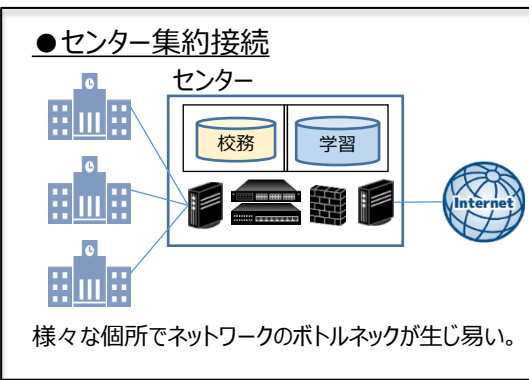 ●センター集約接続
センター
校務
学習
Internet
様々な個所でネットワークのボトルネックが生じ易い。